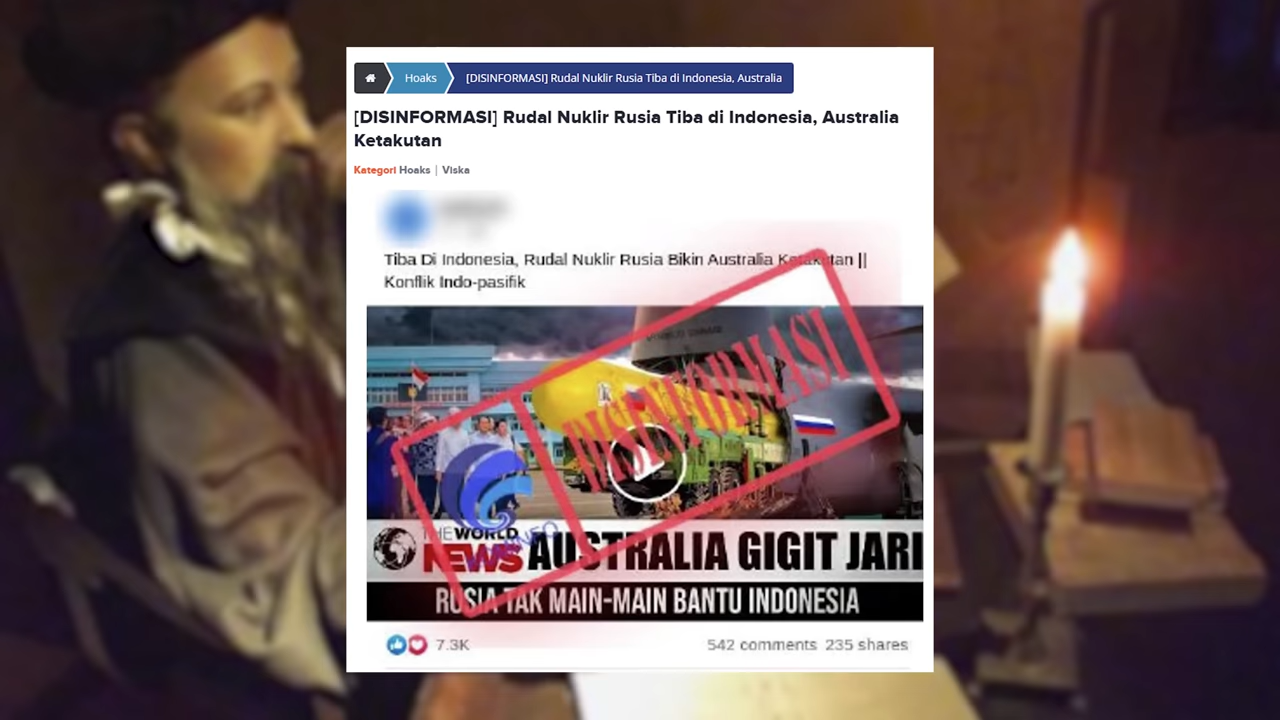 Hoaks
[DISINFORMASI] Rudal Nuklir Rusia Tiba di Indonesia, Australia
[DISINFORMASI] Rudal Nuklir Rusia Tiba di Indonesia, Australia
Ketakutan
Kategori Hoaks | Viska
Tiba Di Indonesia, Rudal Nuklir Rusia Bikin Australia Ketakutan ||
Konflik Indo-pasifik
DISINFORMASI
THE WORLD
NEWS
AUSTRALIA GIGIT JARI
RUSIA TAK MAIN-MAIN BANTU INDONESIA
7.3K
542 comments 235 shares